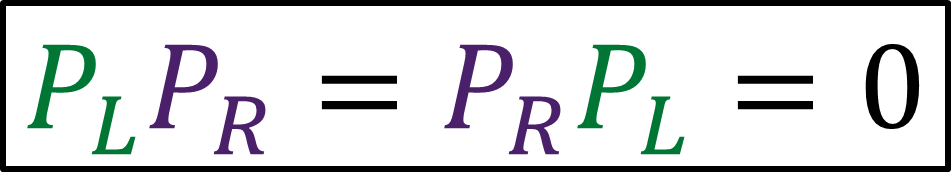 P_L P_R = P_R P_L = 0